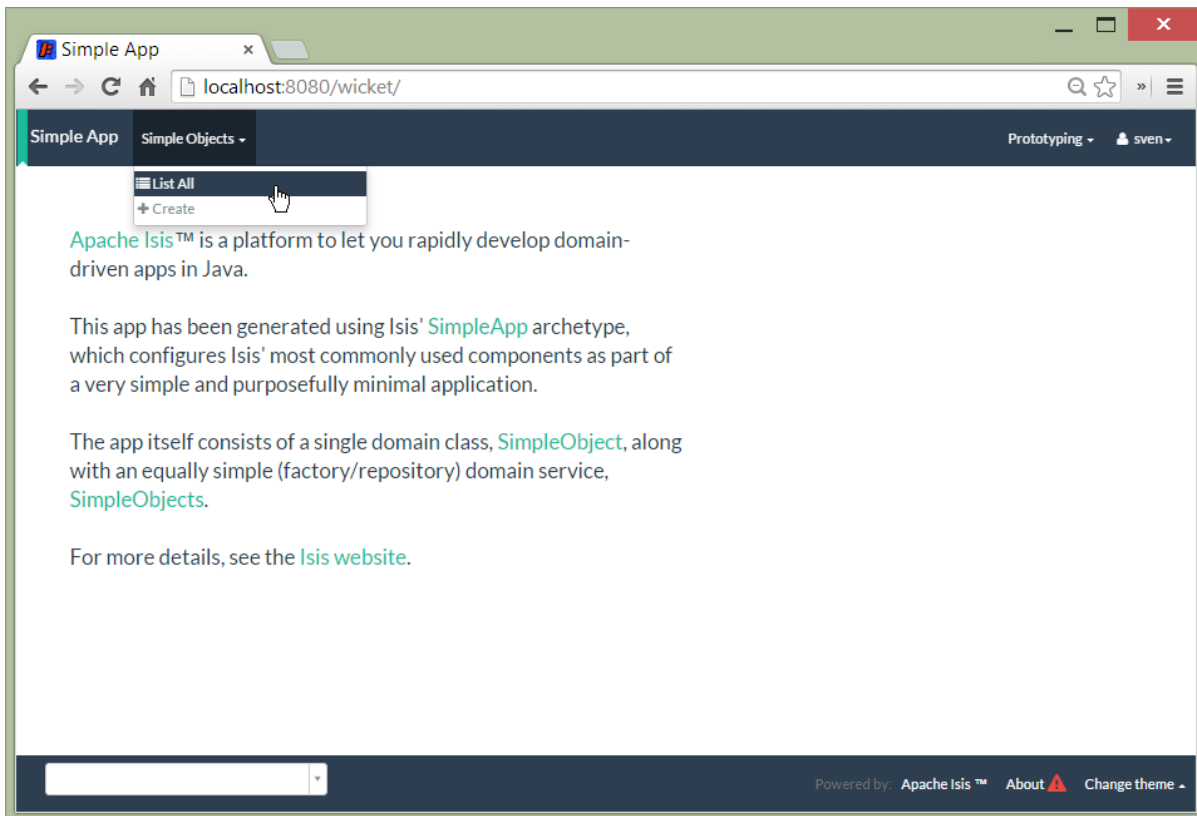 Simple App
localhost:8080/wicket/
Simple App Simple Objects Prototyping sven
List All
Create
Apache Isis™ is a platform to let you rapidly develop domain-
driven apps in Java.
This app has been generated using Isis' SimpleApp archetype,
which configures Isis' most commonly used components as part of
a very simple and purposefully minimal application.
The app itself consists of a single domain class, SimpleObject, along
with an equally simple (factory/repository) domain service,
SimpleObjects.
For more details, see the Isis website.
Powered by: Apache Isis ™ About Change theme